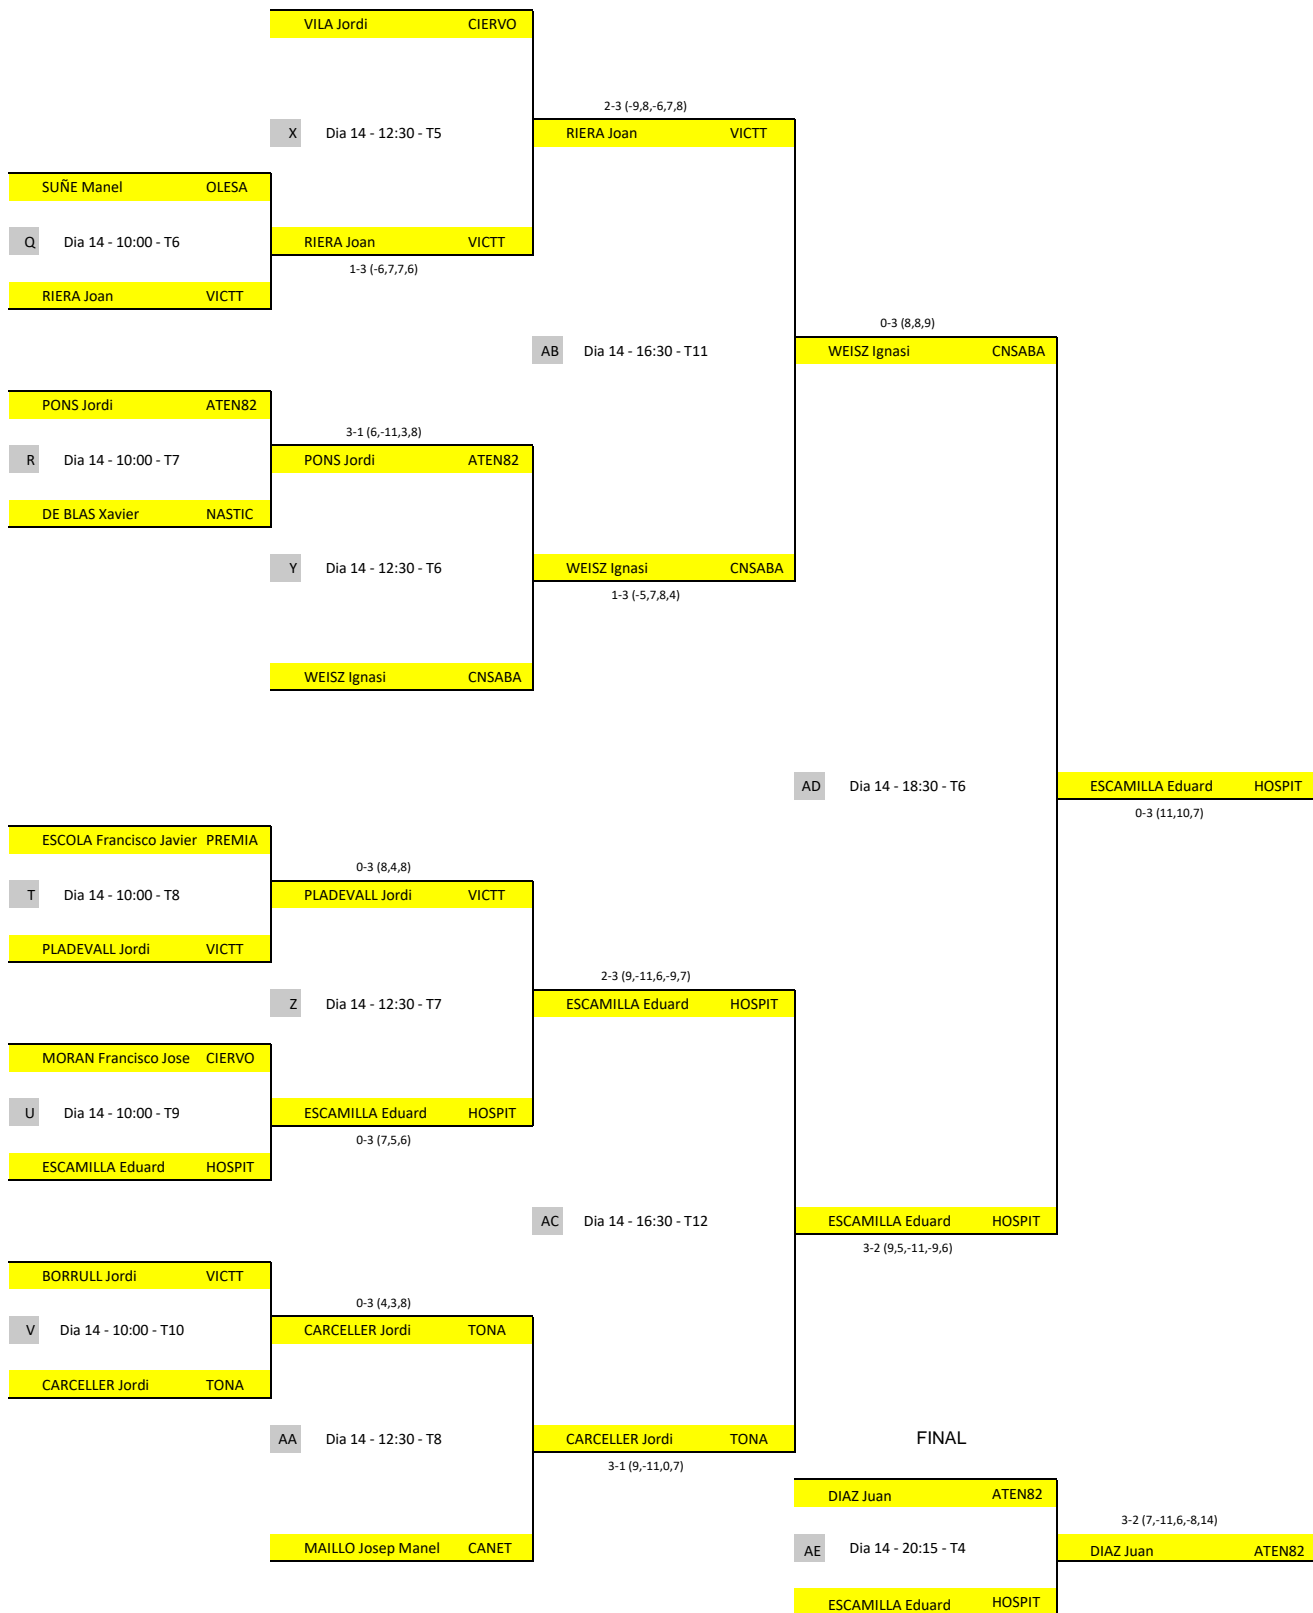 VILA Jordi CIERVO
2-3 (-9,8,-6,7,8)
X Dia 14 - 12:30 - T5 RIERA Joan VICTT
SUÑE Manel OLESA
Q Dia 14 - 10:00 - T6 RIERA Joan VICTT
1-3 (-6,7,7,6)
RIERA Joan VICTT
0-3 (8,8,9)
AB Dia 14 - 16:30 - T11 WEISZ Ignasi CNSABA
PONS Jordi ATEN82
3-1 (6,-11,3,8)
R Dia 14 - 10:00 - T7 PONS Jordi ATEN82
DE BLAS Xavier NASTIC
Y Dia 14 - 12:30 - T6 WEISZ Ignasi CNSABA
1-3 (-5,7,8,4)
WEISZ Ignasi CNSABA
AD Dia 14 - 18:30 - T6 ESCAMILLA Eduard HOSPIT
0-3 (11,10,7)
ESCOLA Francisco Javier PREMIA
0-3 (8,4,8)
T Dia 14 - 10:00 - T8 PLADEVALL Jordi VICTT
PLADEVALL Jordi VICTT
2-3 (9,-11,6,-9,7)
Z Dia 14 - 12:30 - T7 ESCAMILLA Eduard HOSPIT
MORAN Francisco Jose CIERVO
U Dia 14 - 10:00 - T9 ESCAMILLA Eduard HOSPIT
0-3 (7,5,6)
ESCAMILLA Eduard HOSPIT
AC Dia 14 - 16:30 - T12 ESCAMILLA Eduard HOSPIT
3-2 (9,5,-11,-9,6)
BORRULL Jordi VICTT
0-3 (4,3,8)
V Dia 14 - 10:00 - T10 CARCELLER Jordi TONA
CARCELLER Jordi TONA
AA Dia 14 - 12:30 - T8 CARCELLER Jordi TONA FINAL
3-1 (9,-11,0,7)
DIAZ Juan ATEN82
3-2 (7,-11,6,-8,14)
MAILLO Josep Manel CANET AE Dia 14 - 20:15 - T4 DIAZ Juan ATEN82
ESCAMILLA Eduard HOSPIT